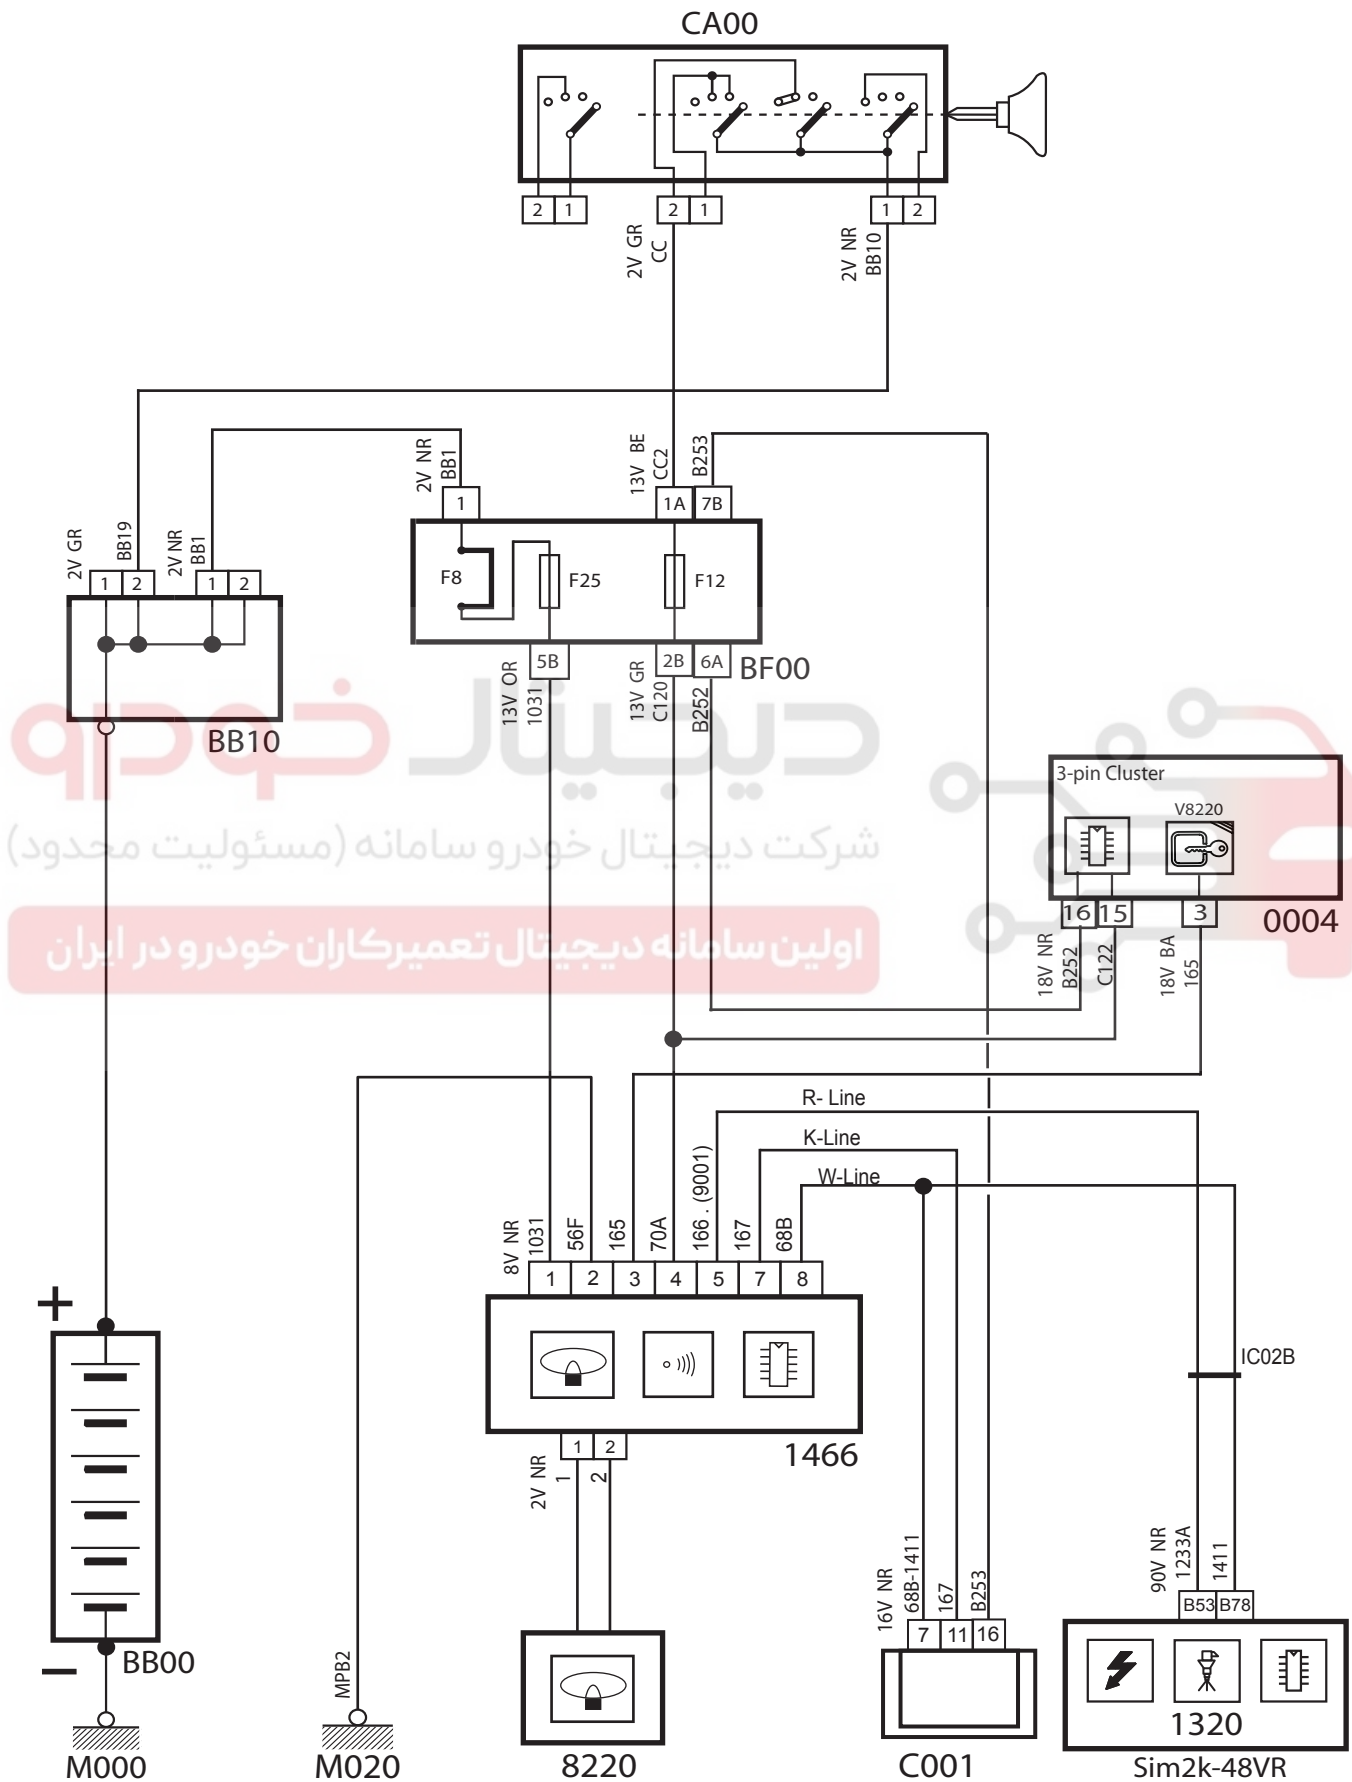 CA00
2 1
2 1
1 2
2V GR
CC
2V NR
BB10
2V NR
BB1
13V BE
CC2
B253
2V GR
BB19
2V NR
BB1
1
1A 7B
1 2
1 2
F8
F25
F12
5B
2B 6A
BF00
13V OR
1031
13V GR
C120
B252
BB10
دیجیتال خودرو
شرکت دیجیتال خودرو سامانه (مسئولیت محدود)
اولین سامانه دیجیتال تعمیرکاران خودرو در ایران
3-pin Cluster
V8220
16 15 3
0004
18V NR
B252
C122
18V BA
165
R- Line
K-Line
W-Line
8V NR
1031
56F
165
70A
166 . (9001)
167
68B
1 2 3 4 5 7 8
+
IC02B
1466
1 2
2V NR
1
2
90V NR
1233A
1411
16V NR
68B-1411
167
B253
B53 B78
7 11 16
BB00
–
MPB2
1320
M000
M020
8220
C001
Sim2k-48VR